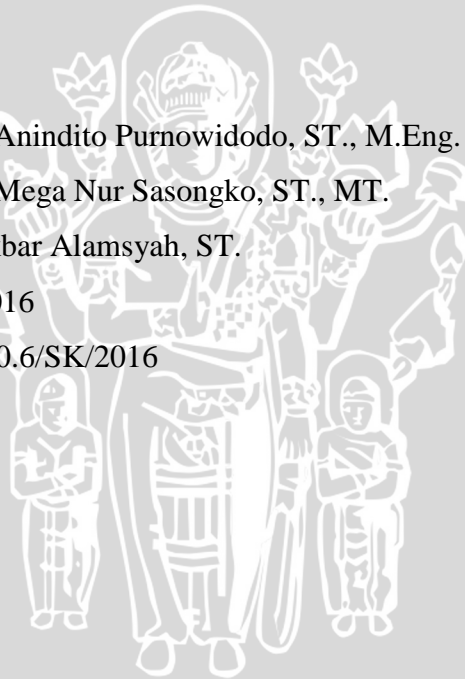 Anindito Purnowidodo, ST., M.Eng.
Mega Nur Sasongko, ST., MT.
bar Alamsyah, ST.
016
0.6/SK/2016